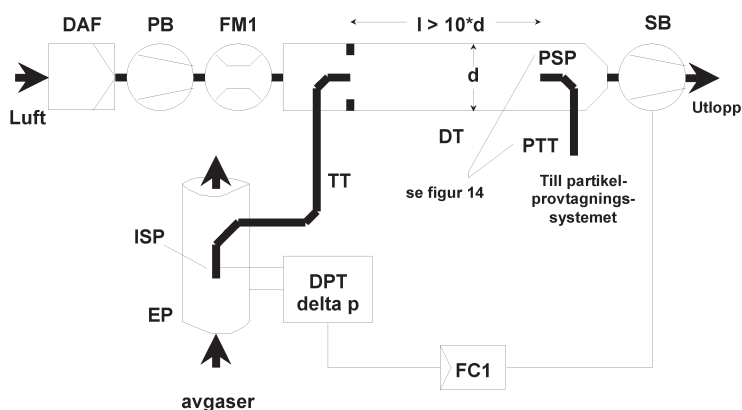 DAF PB FM1 l > 10*d SB
Luft
d
PSP
Utlopp
DT
PTT
TT
se figur 14
Till partikel-
provtagnings-
systemet
ISP
DPT
delta p
EP
FC1
avgaser